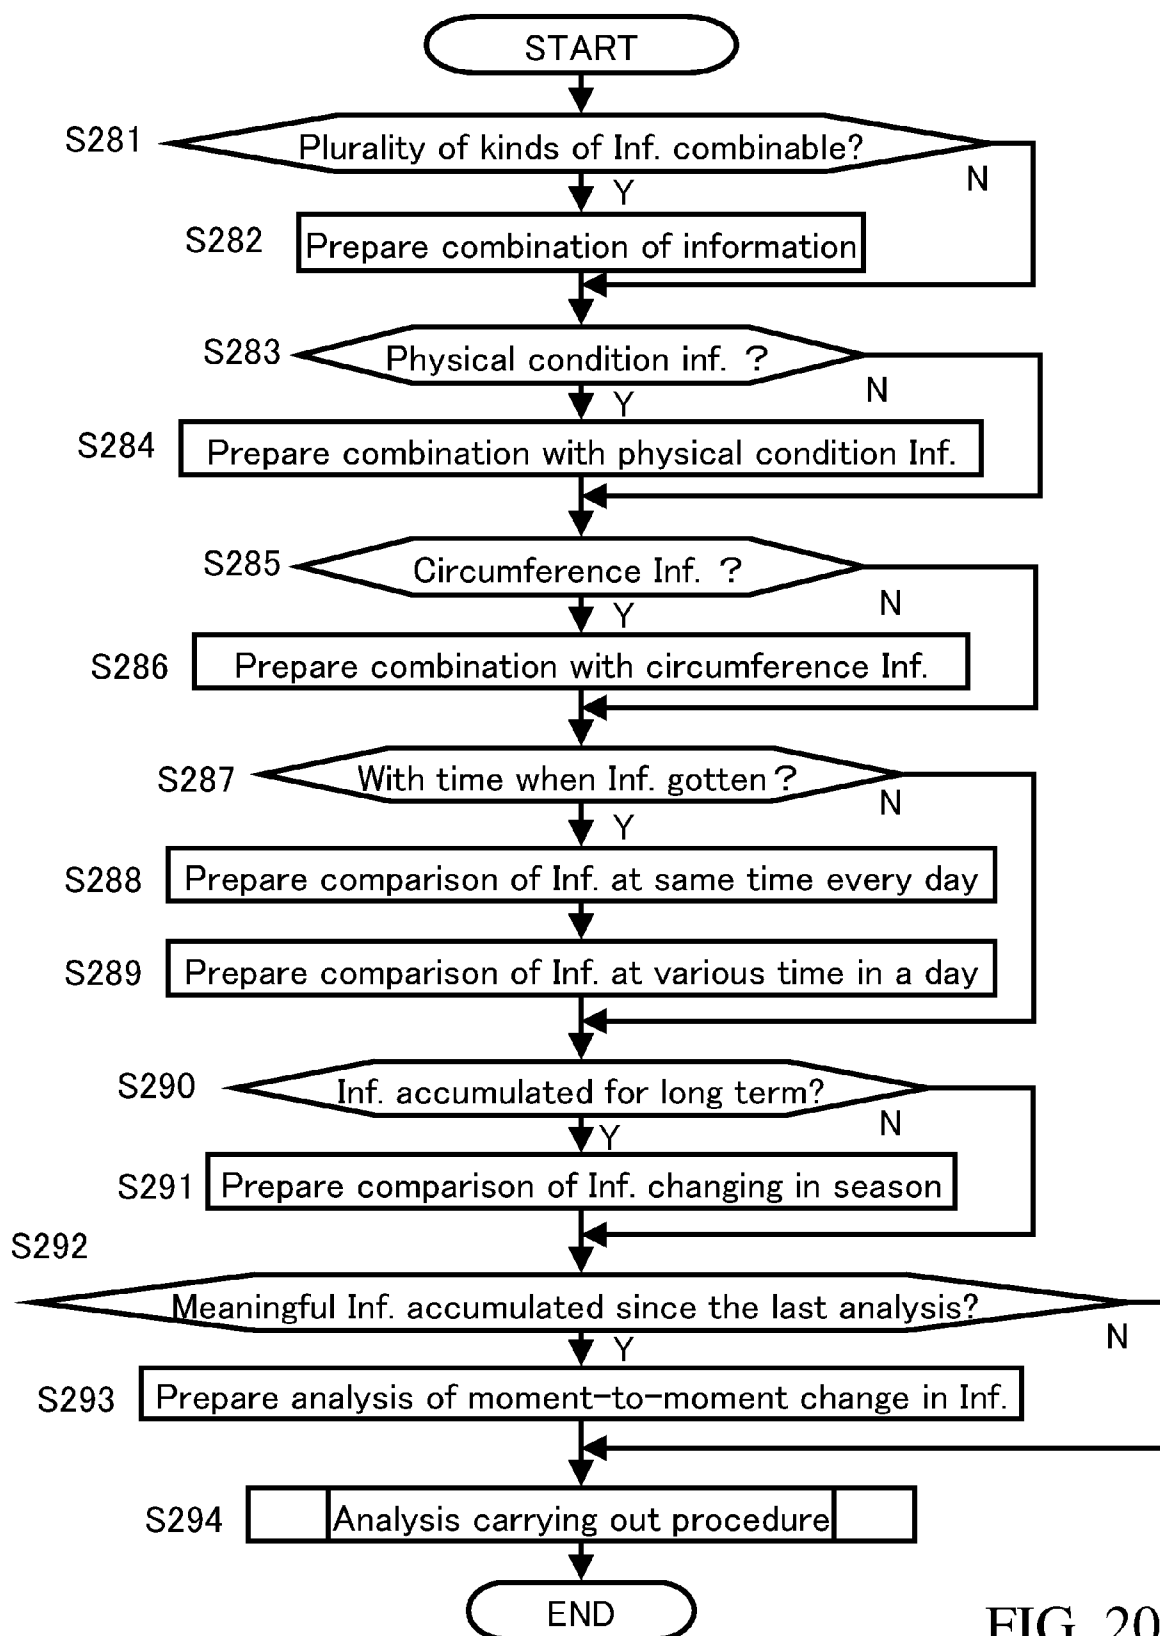 START
S281
Plurality of kinds of Inf. combinable?
N
Y
S282
Prepare combination of information
S283
Physical condition inf. ?
N
Y
S284
Prepare combination with physical condition Inf.
S285
Circumference Inf. ?
N
Y
S286
Prepare combination with circumference Inf.
S287
With time when Inf. gotten ?
N
Y
S288
Prepare comparison of Inf. at same time every day
S289
Prepare comparison of Inf. at various time in a day
S290
Inf. accumulated for long term?
N
Y
S291
Prepare comparison of Inf. changing in season
S292
Meaningful Inf. accumulated since the last analysis?
N
Y
S293
Prepare analysis of moment-to-moment change in Inf.
S294
Analysis carrying out procedure
END
FIG. 20